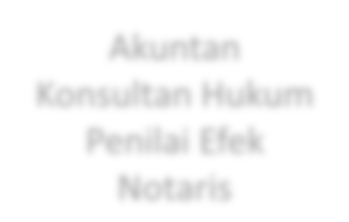 Akuntan
Konsultan Hukum
Penilai Efek
Notaris